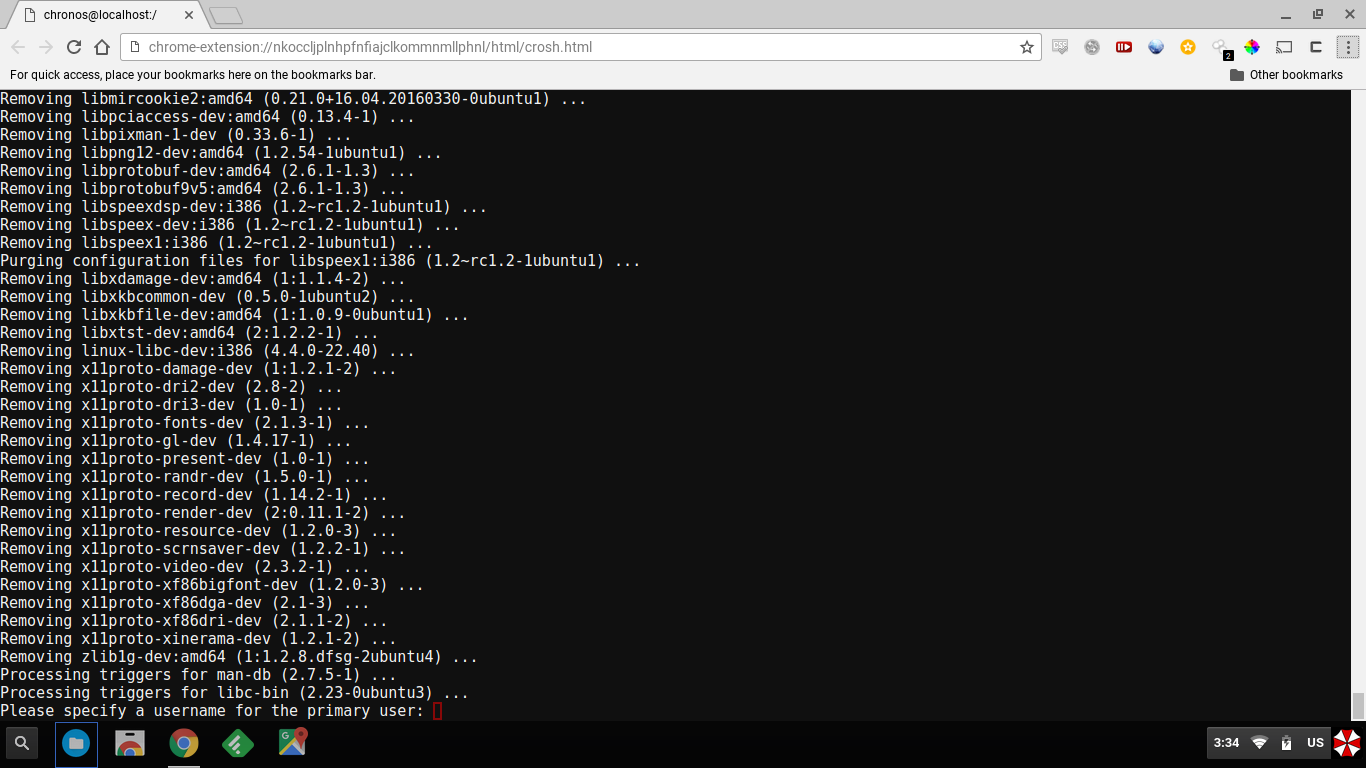 chronos@localhost:/
chrome-extension://nkoccljplnhpfnfiajclkommnmllphnl/html/crosh.html
2
For quick access, place your bookmarks here on the bookmarks bar.
Other bookmarks
Removing libmircookie2:amd64 (0.21.0+16.04.20160330-0ubuntu1) ...
Removing libpciaccess-dev:amd64 (0.13.4-1) ...
Removing libpixman-1-dev (0.33.6-1) ...
Removing libpng12-dev:amd64 (1.2.54-1ubuntu1) ...
Removing libprotobuf-dev:amd64 (2.6.1-1.3) ...
Removing libprotobuf9v5:amd64 (2.6.1-1.3) ...
Removing libspeexdsp-dev:i386 (1.2~rc1.2-1ubuntu1) ...
Removing libspeex-dev:i386 (1.2~rc1.2-1ubuntu1) ...
Removing libspeex1:i386 (1.2~rc1.2-1ubuntu1) ...
Purging configuration files for libspeex1:i386 (1.2~rc1.2-1ubuntu1) ...
Removing libxdamage-dev:amd64 (1:1.1.4-2) ...
Removing libxkbcommon-dev (0.5.0-1ubuntu2) ...
Removing libxkbfile-dev:amd64 (1:1.0.9-0ubuntu1) ...
Removing libxtst-dev:amd64 (2:1.2.2-1) ...
Removing linux-libc-dev:i386 (4.4.0-22.40) ...
Removing x11proto-damage-dev (1:1.2.1-2) ...
Removing x11proto-dri2-dev (2.8-2) ...
Removing x11proto-dri3-dev (1.0-1) ...
Removing x11proto-fonts-dev (2.1.3-1) ...
Removing x11proto-gl-dev (1.4.17-1) ...
Removing x11proto-present-dev (1.0-1) ...
Removing x11proto-randr-dev (1.5.0-1) ...
Removing x11proto-record-dev (1.14.2-1) ...
Removing x11proto-render-dev (2:0.11.1-2) ...
Removing x11proto-resource-dev (1.2.0-3) ...
Removing x11proto-scrnsaver-dev (1.2.2-1) ...
Removing x11proto-video-dev (2.3.2-1) ...
Removing x11proto-xf86bigfont-dev (1.2.0-3) ...
Removing x11proto-xf86dga-dev (2.1-3) ...
Removing x11proto-xf86dri-dev (2.1.1-2) ...
Removing x11proto-xinerama-dev (1.2.1-2) ...
Removing zlib1g-dev:amd64 (1:1.2.8.dfsg-2ubuntu4) ...
Processing triggers for man-db (2.7.5-1) ...
Processing triggers for libc-bin (2.23-0ubuntu3) ...
Please specify a username for the primary user:
3:34 US